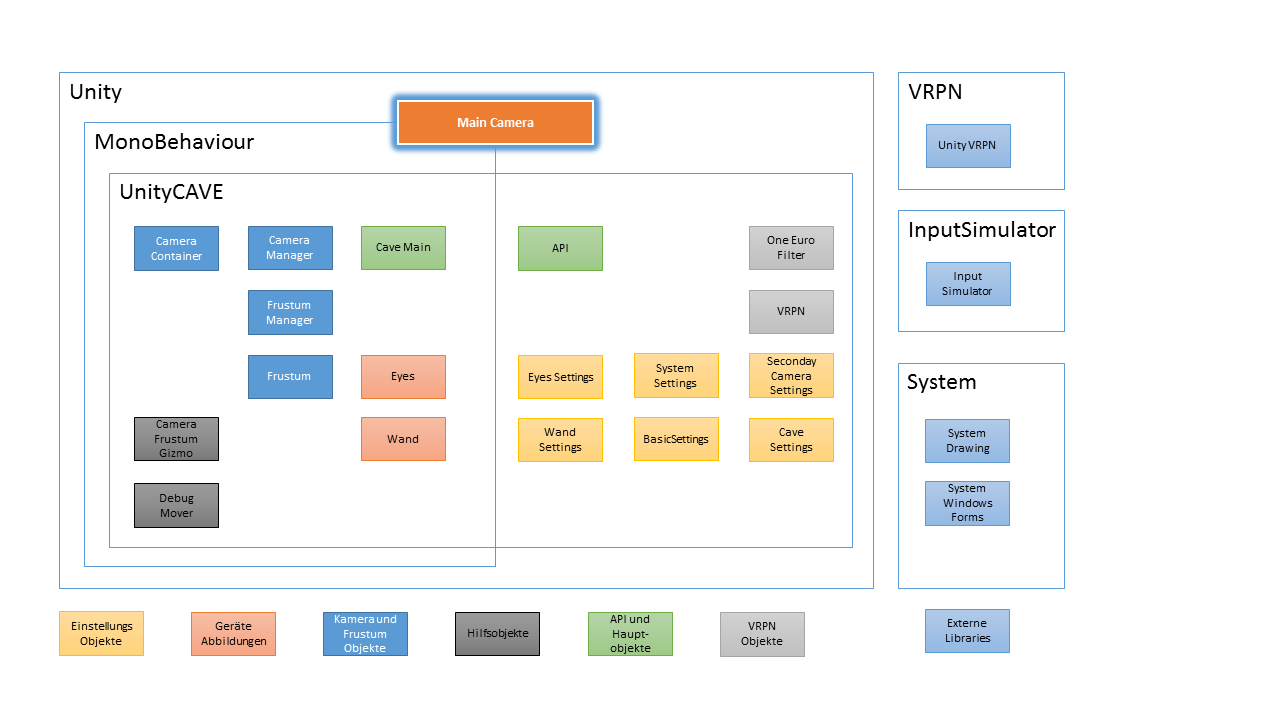 Unity
Main Camera
MonoBehaviour
UnityCAVE
Camera
Container
Camera
Manager
Cave Main
API
One Euro
Filter
Frustum
Manager
VRPN
Frustum
Eyes
Eyes Settings
System
Settings
Seconday
Camera
Settings
Camera
Frustum
Gizmo
Wand
Wand
Settings
BasicSettings
Cave
Settings
Debug
Mover
VRPN
Unity VRPN
InputSimulator
Input
Simulator
System
System
Drawing
System
Windows
Forms
Einstellungs
Objekte
Geräte
Abbildungen
Kamera und
Frustum
Objekte
Hilfsobjekte
API und
Haupt-
objekte
VRPN
Objekte
Externe
Libraries